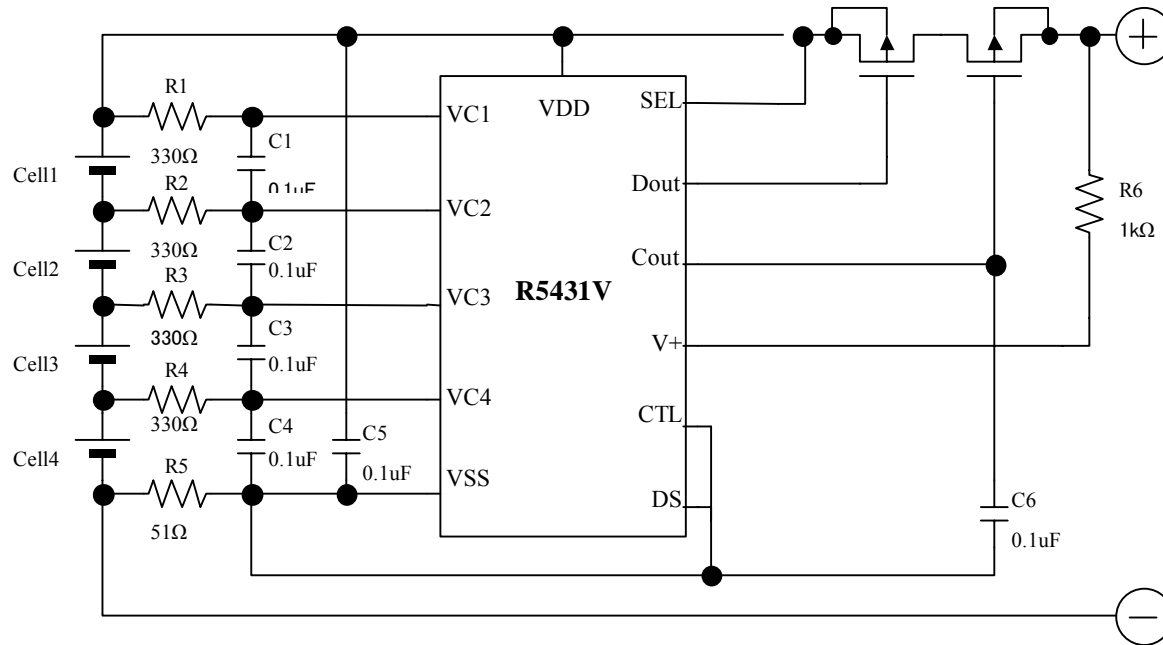 R1
330Ω
Cell1
R2
330Ω
Cell2
R3
330Ω
Cell3
R4
330Ω
Cell4
R5
51Ω
C1
0.1uF
C2
0.1uF
C3
0.1uF
C4
0.1uF
C5
0.1uF
VC1
VDD
SEL
VC2
Dout
VC3
R5431V
Cout
V+
VC4
CTL
VSS
DS
R6
1kΩ
C6
0.1uF
+
−